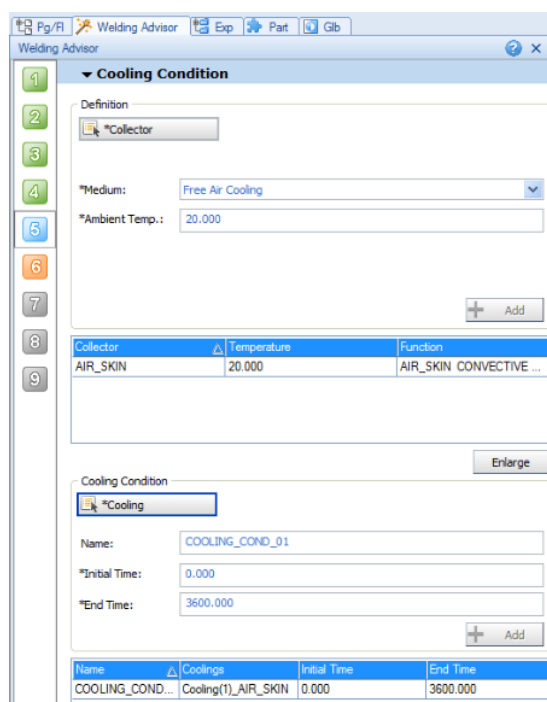 Pg/Fl Welding Advisor Exp Part Glb
Welding Advisor
1
Cooling Condition
2
Definition
*Collector
3
4
*Medium: Free Air Cooling
5
*Ambient Temp.: 20.000
6
7
Add
8
Collector Temperature Function
AIR_SKIN 20.000 AIR_SKIN CONVECTIVE ...
9
Enlarge
Cooling Condition
*Cooling
Name: COOLING_COND_01
*Initial Time: 0.000
*End Time: 3600.000
Add
Name Coolings Initial Time End Time
COOLING_COND... Cooling(1)_AIR_SKIN 0.000 3600.000